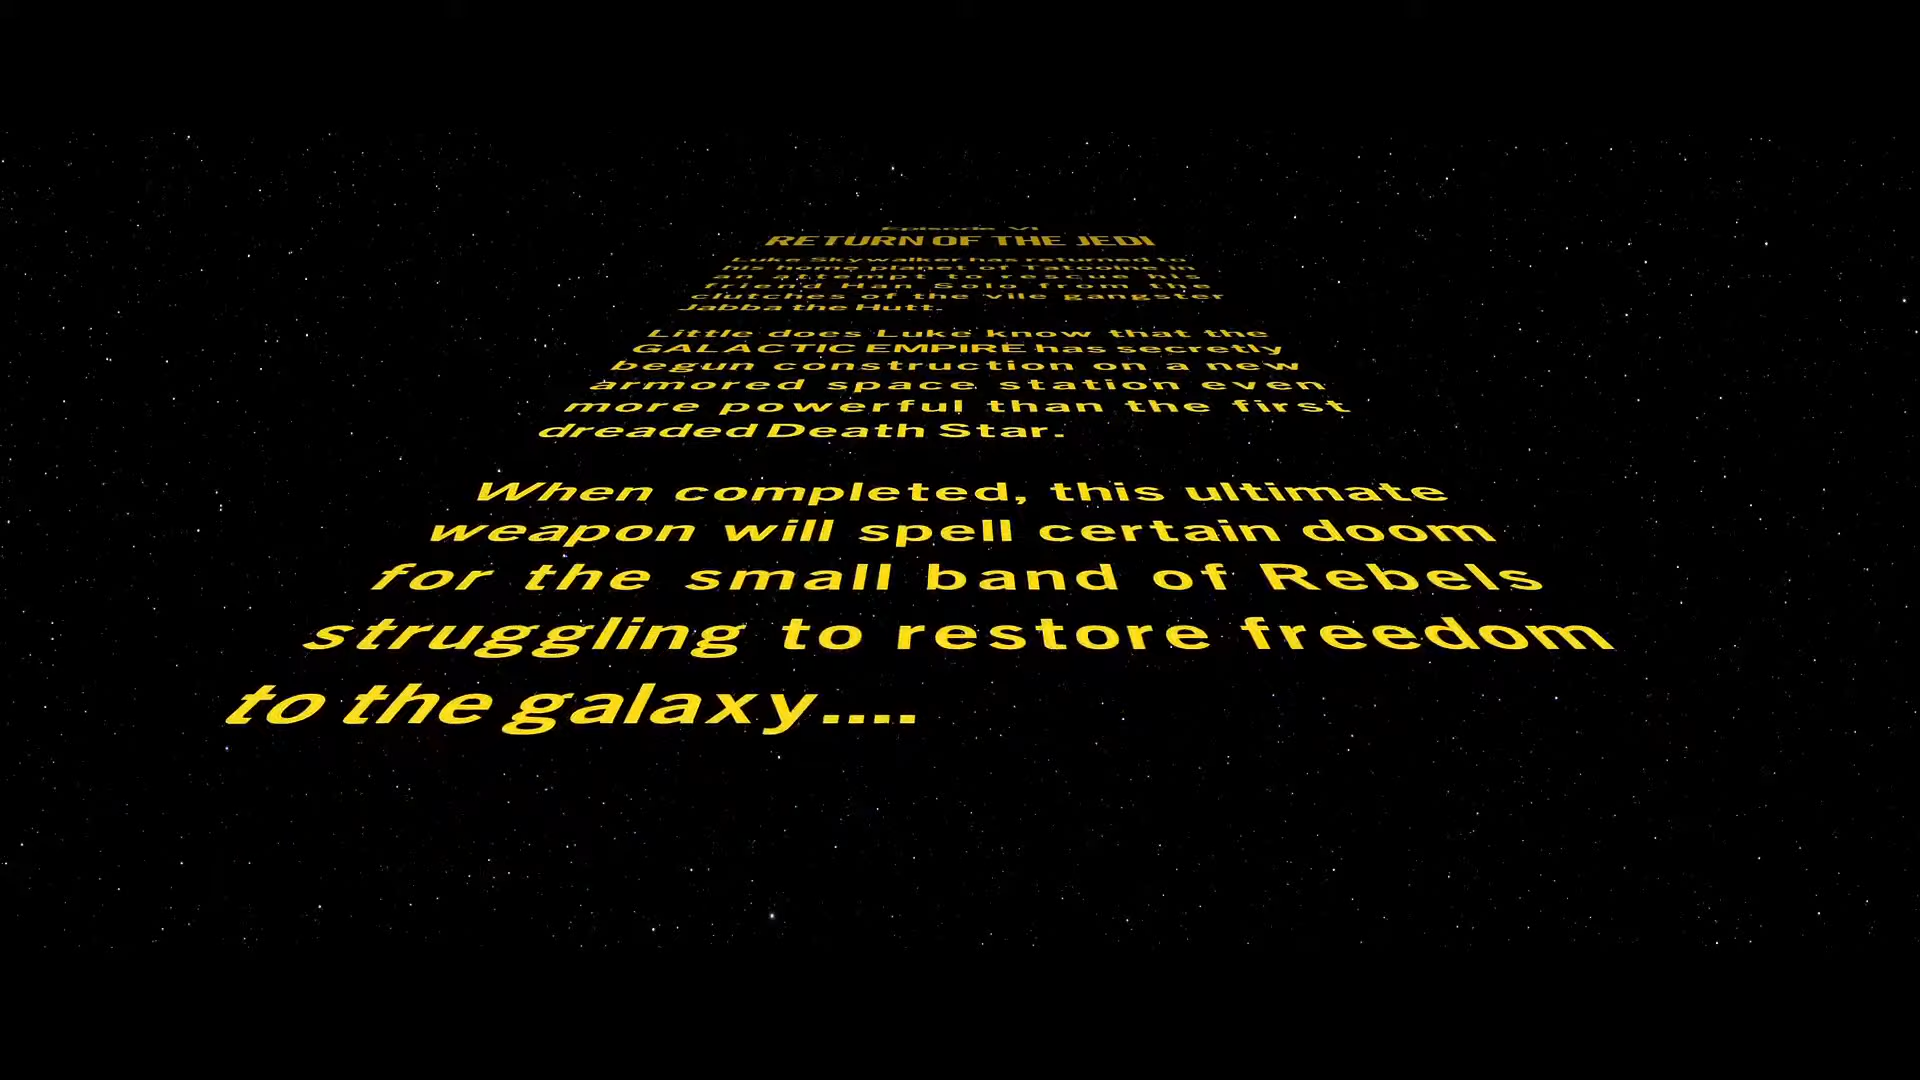 Episode VI
RETURN OF THE JEDI
Luke Skywalker has returned to
his home planet of Tatooine in
an attempt to rescue his
friend Han Solo from the
clutches of the vile gangster
Jabba the Hutt.
Little does Luke know that the
GALACTIC EMPIRE has secretly
begun construction on a new
armored space station even
more powerful than the first
dreaded Death Star.
When completed, this ultimate
weapon will spell certain doom
for the small band of Rebels
struggling to restore freedom
to the galaxy....